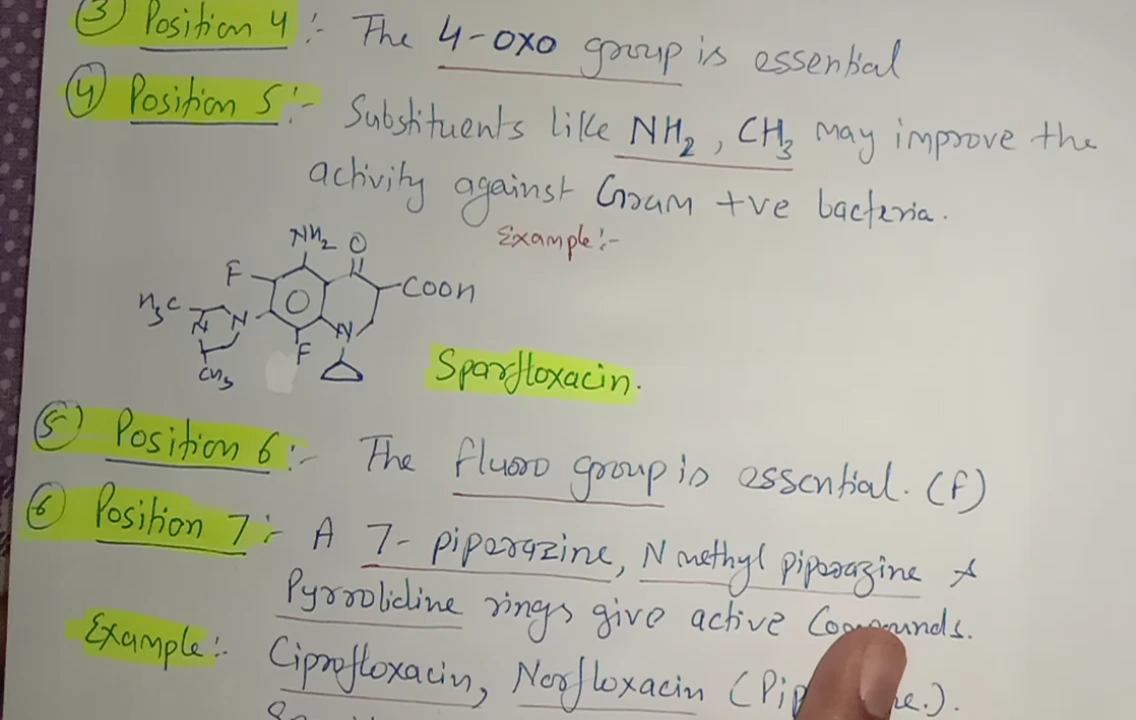 ③ Position 4 :- The 4-oxo group is essential
④ Position 5 :- Substituents like NH₂, CH₃ may improve the
activity against Gram +ve bacteria.
Example :-
NH₂ O
F COOH
H₃C N N N
F
CH₃
Sparfloxacin.
⑤ Position 6 :- The fluoro group is essential. (F)
⑥ Position 7 :- A 7-piperazine, N methyl piperazine &
Pyrrolidine rings give active Compounds.
Example :- Ciprofloxacin, Norfloxacin